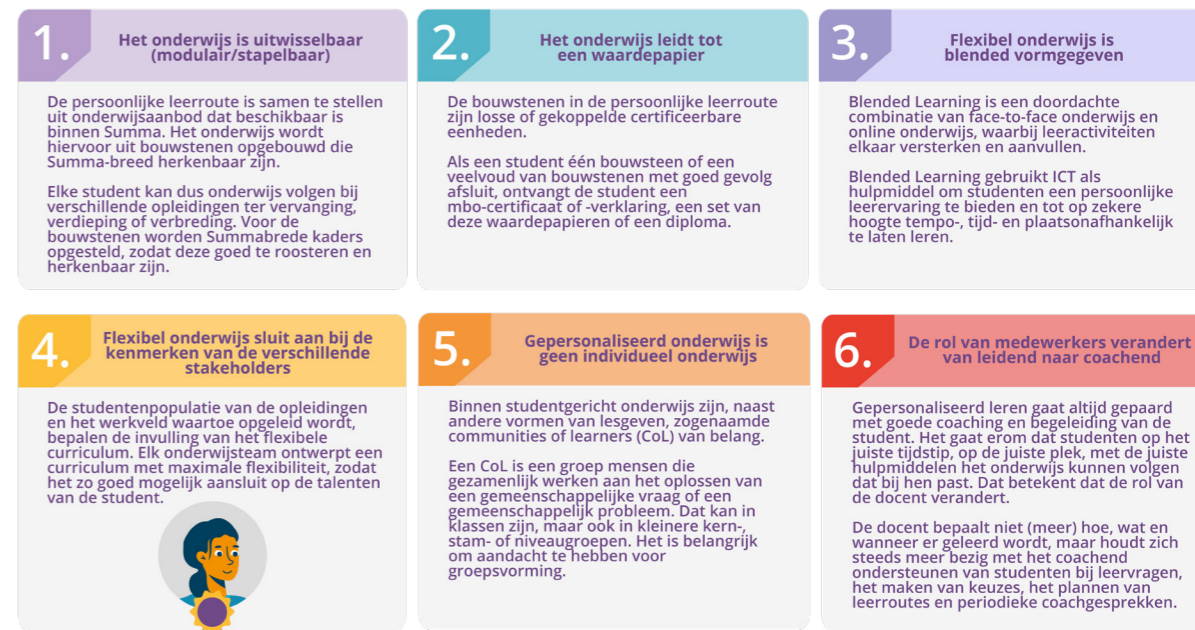 1.
Het onderwijs is uitwisselbaar
(modulair/stapelbaar)
De persoonlijke leerroute is samen te stellen
uit onderwijsaanbod dat beschikbaar is
binnen Summa. Het onderwijs wordt
hiervoor uit bouwstenen opgebouwd die
Summa-breed herkenbaar zijn.
Elke student kan dus onderwijs volgen bij
verschillende opleidingen ter vervanging,
verdieping of verbreding. Voor de
bouwstenen worden Summabrede kaders
opgesteld, zodat deze goed te roosteren en
herkenbaar zijn.
2.
Het onderwijs leidt tot
een waardepapier
De bouwstenen in de persoonlijke leerroute
zijn losse of gekoppelde certificeerbare
eenheden.
Als een student één bouwsteen of een
veelvoud van bouwstenen met goed gevolg
afsluit, ontvangt de student een
mbo-certificaat of -verklaring, een set van
deze waardepapieren of een diploma.
3.
Flexibel onderwijs is
blended vormgegeven
Blended Learning is een doordachte
combinatie van face-to-face onderwijs en
online onderwijs, waarbij leeractiviteiten
elkaar versterken en aanvullen.
Blended Learning gebruikt ICT als
hulpmiddel om studenten een persoonlijke
leerervaring te bieden en tot op zekere
hoogte tempo-, tijd- en plaatsonafhankelijk
te laten leren.
4.
Flexibel onderwijs sluit aan bij de
kenmerken van de verschillende
stakeholders
De studentenpopulatie van de opleidingen
en het werkveld waartoe opgeleid wordt,
bepalen de invulling van het flexibele
curriculum. Elk onderwijsteam ontwerpt een
curriculum met maximale flexibiliteit, zodat
het zo goed mogelijk aansluit op de talenten
van de student.
5.
Gepersonaliseerd onderwijs is
geen individueel onderwijs
Binnen studentgericht onderwijs zijn, naast
andere vormen van lesgeven, zogenaamde
communities of learners (CoL) van belang.
Een CoL is een groep mensen die
gezamenlijk werken aan het oplossen van
een gemeenschappelijke vraag of een
gemeenschappelijk probleem. Dat kan in
klassen zijn, maar ook in kleinere kern-,
stam- of niveaugroepen. Het is belangrijk
om aandacht te hebben voor
groepsvorming.
6.
De rol van medewerkers verandert
van leidend naar coachend
Gepersonaliseerd leren gaat altijd gepaard
met goede coaching en begeleiding van de
student. Het gaat erom dat studenten op het
juiste tijdstip, op de juiste plek, met de juiste
hulpmiddelen het onderwijs kunnen volgen
dat bij hen past. Dat betekent dat de rol van
de docent verandert.
De docent bepaalt niet (meer) hoe, wat en
wanneer er geleerd wordt, maar houdt zich
steeds meer bezig met het coachend
ondersteunen van studenten bij leervragen,
het maken van keuzes, het plannen van
leerroutes en periodieke coachgesprekken.